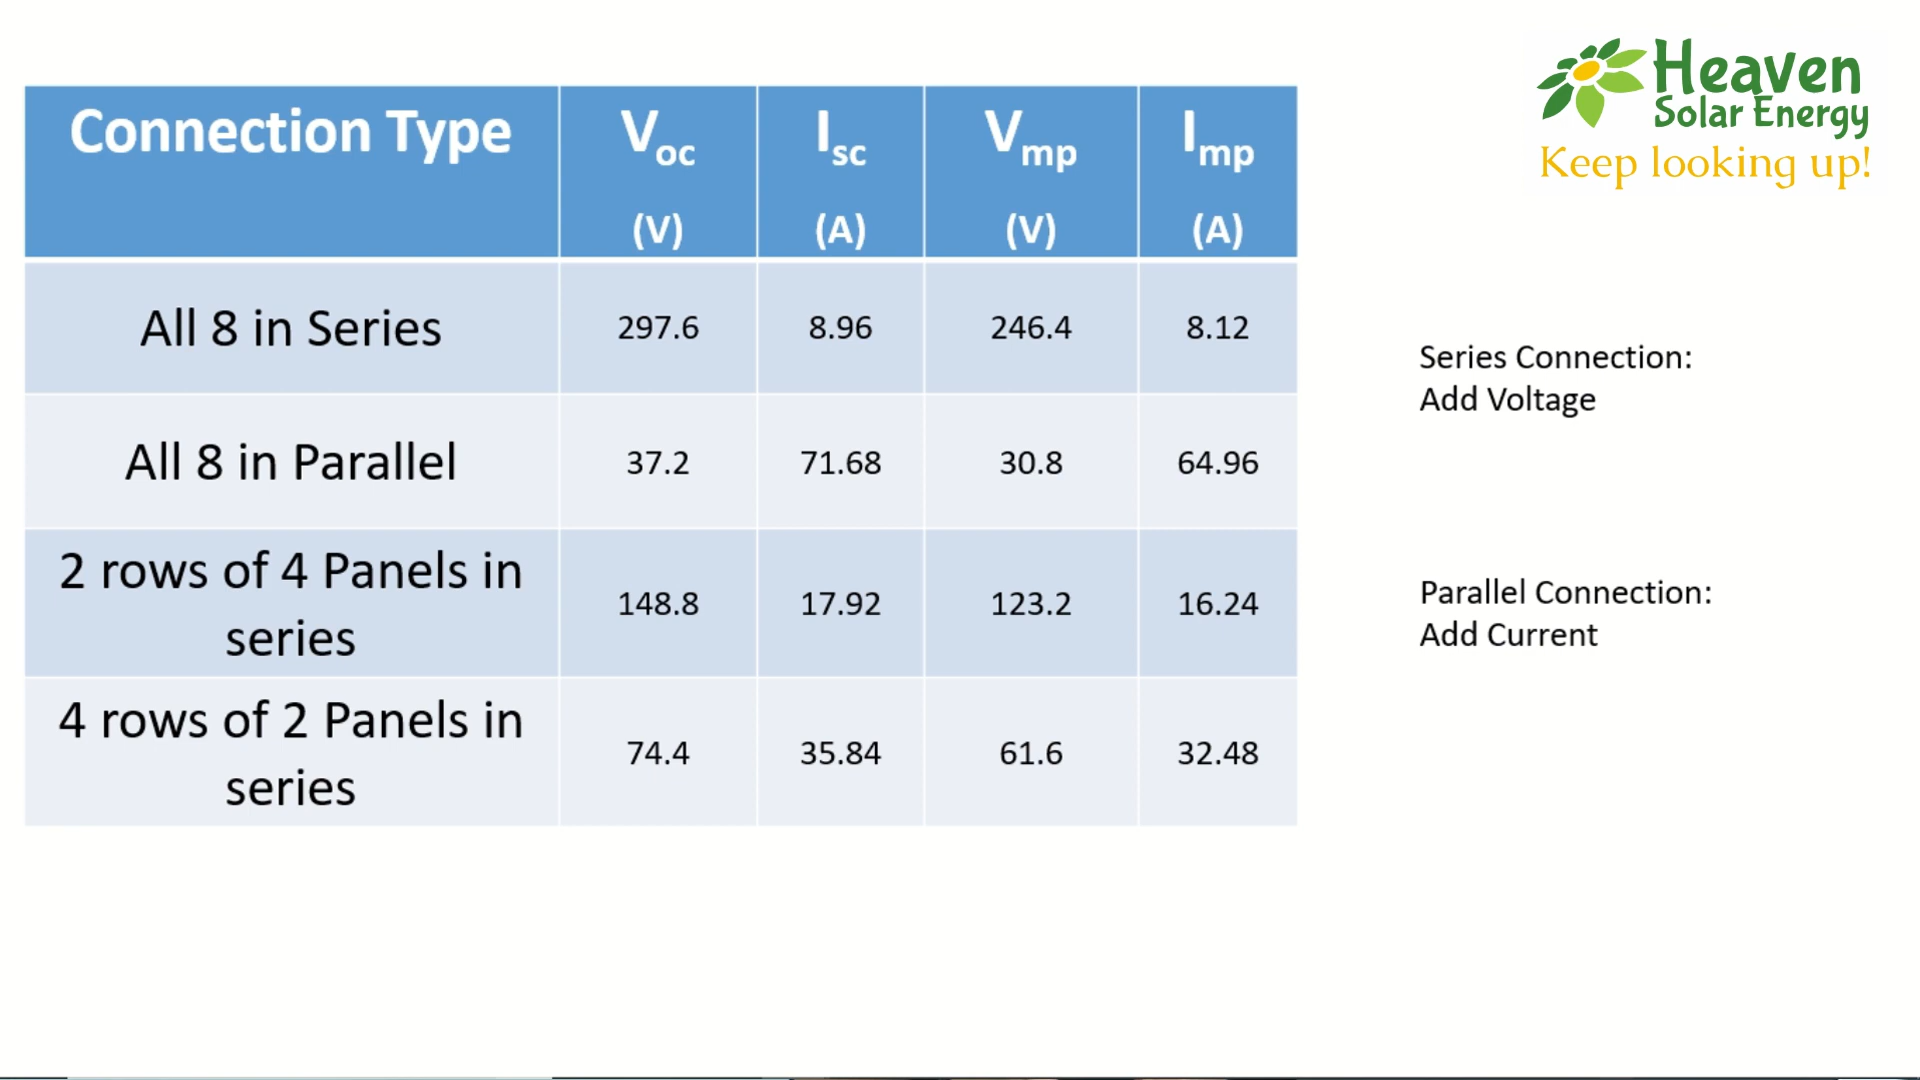 Heaven
Solar Energy
Keep looking up!
Connection Type Voc Isc Vmp Imp
(V) (A) (V) (A)
All 8 in Series 297.6 8.96 246.4 8.12
All 8 in Parallel 37.2 71.68 30.8 64.96
2 rows of 4 Panels in
series 148.8 17.92 123.2 16.24
4 rows of 2 Panels in
series 74.4 35.84 61.6 32.48
Series Connection:
Add Voltage
Parallel Connection:
Add Current